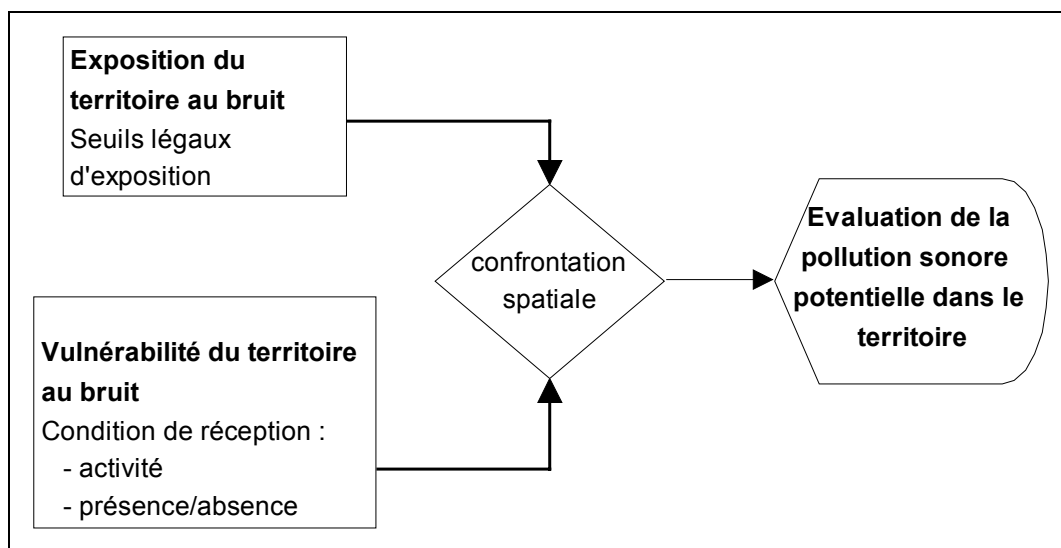 Exposition du
territoire au bruit
Seuils légaux
d'exposition
Vulnérabilité du territoire
au bruit
Condition de réception :
- activité
- présence/absence
confrontation
spatiale
Evaluation de la
pollution sonore
potentielle dans le
territoire